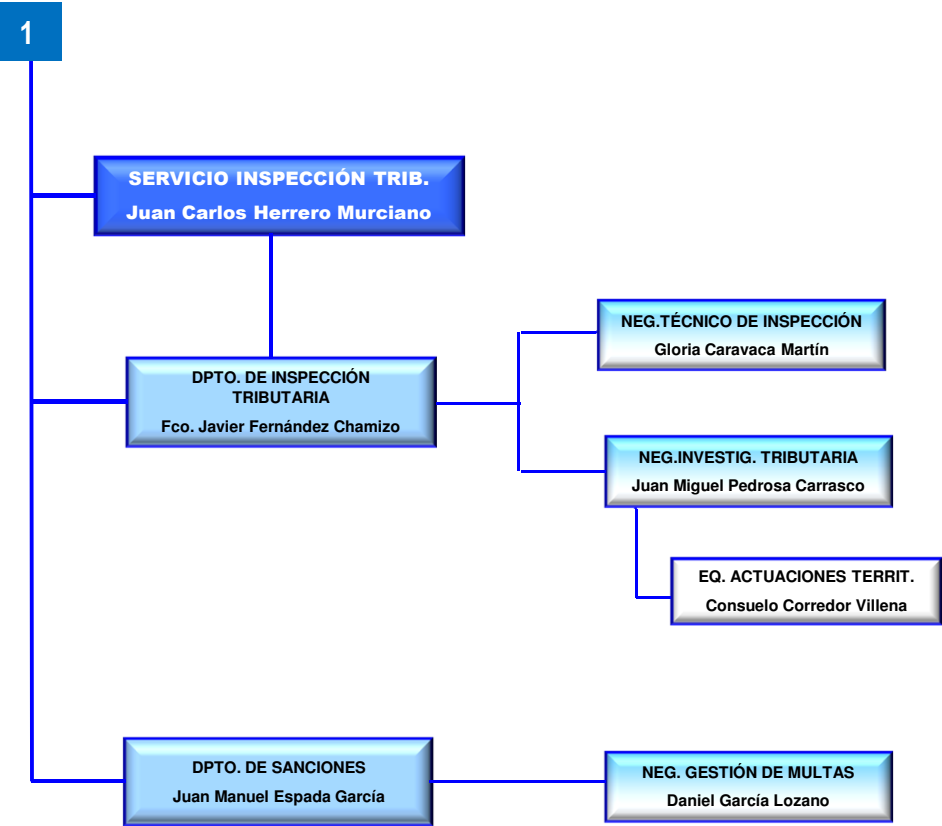 1
SERVICIO INSPECCIÓN TRIB.
Juan Carlos Herrero Murciano
NEG.TÉCNICO DE INSPECCIÓN
Gloria Caravaca Martín
DPTO. DE INSPECCIÓN
TRIBUTARIA
Fco. Javier Fernández Chamizo
NEG.INVESTIG. TRIBUTARIA
Juan Miguel Pedrosa Carrasco
EQ. ACTUACIONES TERRIT.
Consuelo Corredor Villena
DPTO. DE SANCIONES
Juan Manuel Espada García
NEG. GESTIÓN DE MULTAS
Daniel García Lozano